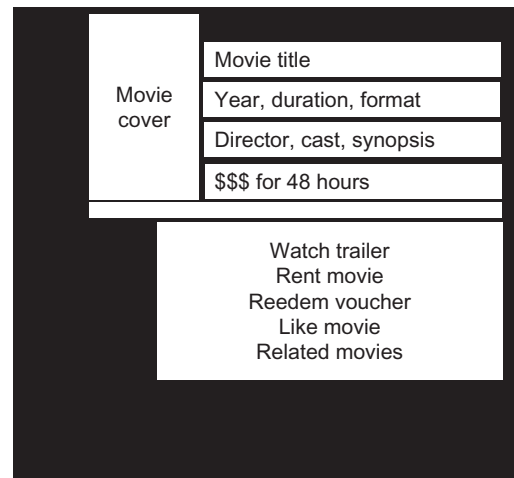 Movie
cover
Movie title
Year, duration, format
Director, cast, synopsis
$$$ for 48 hours
Watch trailer
Rent movie
Reedem voucher
Like movie
Related movies